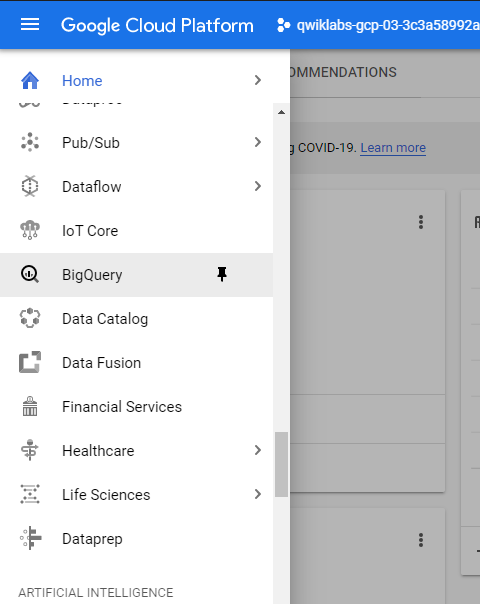 Google Cloud Platform qwiklabs-gcp-03-3c3a58992a
Home
OMMENDATIONS
Pub/Sub
g COVID-19. Learn more
Dataflow
IoT Core
BigQuery
Data Catalog
Data Fusion
Financial Services
Healthcare
Life Sciences
Dataprep
ARTIFICIAL INTELLIGENCE